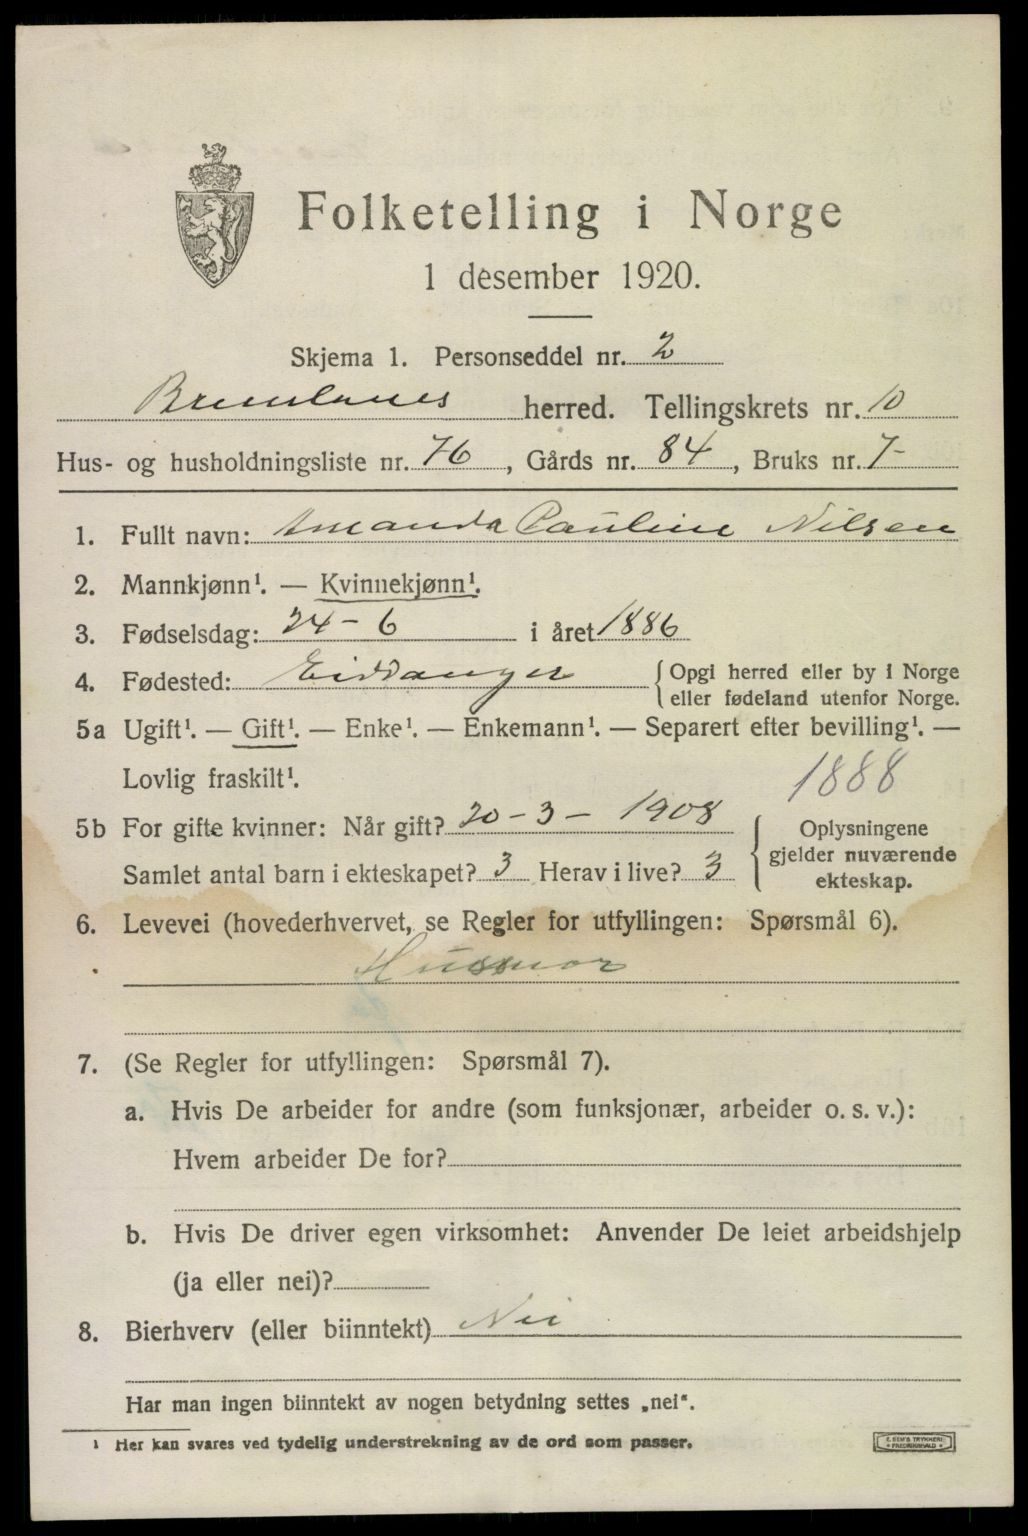 Folketelling i Norge
1 desember 1920.
Skjema 1. Personseddel nr. 2
Brunlanes herred. Tellingskrets nr. 10
Hus- og husholdningsliste nr. 76, Gårds nr. 84, Bruks nr. 7-
1. Fullt navn: Amanda Pauline Nilsen
2. Mannkjønn¹. — Kvinnekjønn¹.
3. Fødselsdag: 24-6 i året 1886
4. Fødested: Eidanger { Opgi herred eller by i Norge
eller fødeland utenfor Norge.
5a Ugift¹. — Gift¹. — Enke¹. — Enkemann¹. — Separert efter bevilling¹. —
Lovlig fraskilt¹.
1888
5b For gifte kvinner: Når gift? 20-3-1908
Samlet antal barn i ekteskapet? 3 Herav i live? 3
{ Oplysningene
gjelder nuværende
ekteskap.
6. Levevei (hovederhvervet, se Regler for utfyllingen: Spørsmål 6).
Husmor
7. (Se Regler for utfyllingen: Spørsmål 7).
a. Hvis De arbeider for andre (som funksjonær, arbeider o. s. v.):
Hvem arbeider De for?
b. Hvis De driver egen virksomhet: Anvender De leiet arbeidshjelp
(ja eller nei)?
8. Bierhverv (eller biinntekt) Nei
Har man ingen biinntekt av nogen betydning settes „nei“.
¹ Her kan svares ved tydelig understrekning av de ord som passer.
E. SEM'S TRYKKERI
FREDRIKSHALD